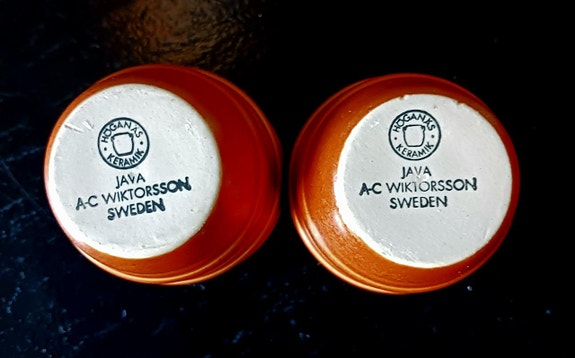 HÖGANÄS
KERAMIK
JAVA
A-C WIKTORSSON
SWEDEN
HÖGANÄS
KERAMIK
JAVA
A-C WIKTORSSON
SWEDEN